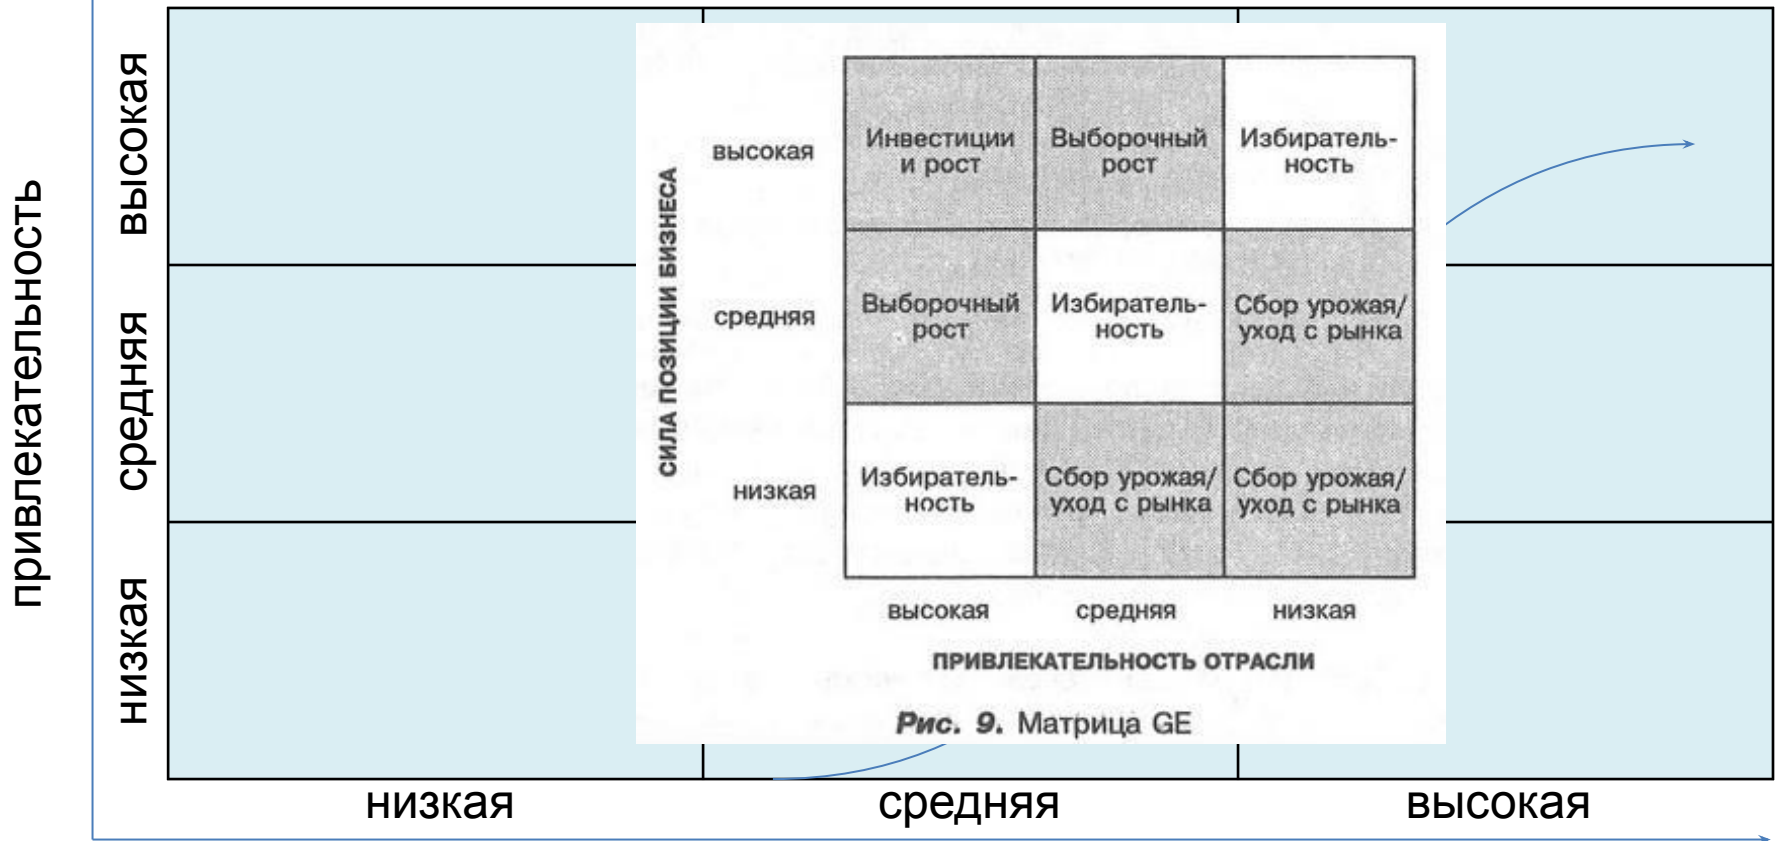 привлекательность
высокая
средняя
низкая
СИЛА ПОЗИЦИИ БИЗНЕСА
высокая
Инвестиции
и рост
Выборочный
рост
Избиратель-
ность
средняя
Выборочный
рост
Избиратель-
ность
Сбор урожая/
уход с рынка
низкая
Избиратель-
ность
Сбор урожая/
уход с рынка
Сбор урожая/
уход с рынка
высокая
средняя
низкая
ПРИВЛЕКАТЕЛЬНОСТЬ ОТРАСЛИ
Рис. 9. Матрица GE
низкая
средняя
высокая